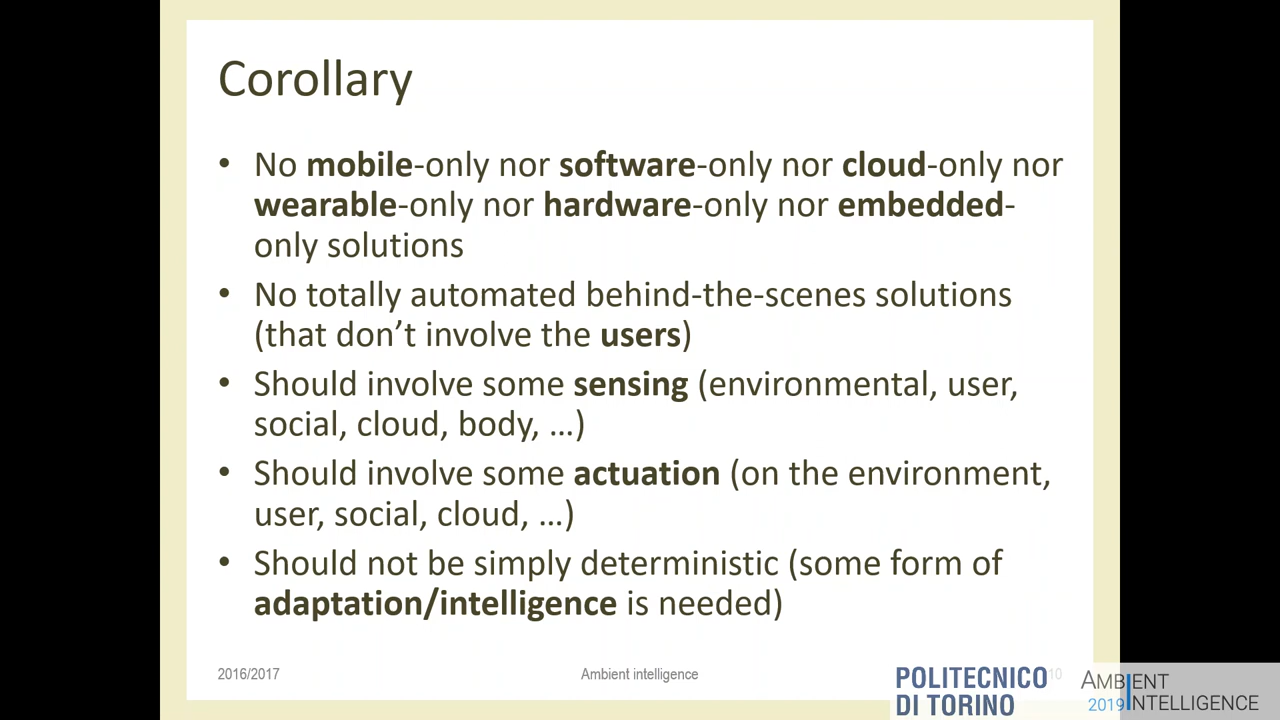 Corollary
• No mobile-only nor software-only nor cloud-only nor
wearable-only nor hardware-only nor embedded-
only solutions
• No totally automated behind-the-scenes solutions
(that don’t involve the users)
• Should involve some sensing (environmental, user,
social, cloud, body, …)
• Should involve some actuation (on the environment,
user, social, cloud, …)
• Should not be simply deterministic (some form of
adaptation/intelligence is needed)
2016/2017
Ambient intelligence
10
POLITECNICO
DI TORINO
AMBIENT
2019 INTELLIGENCE